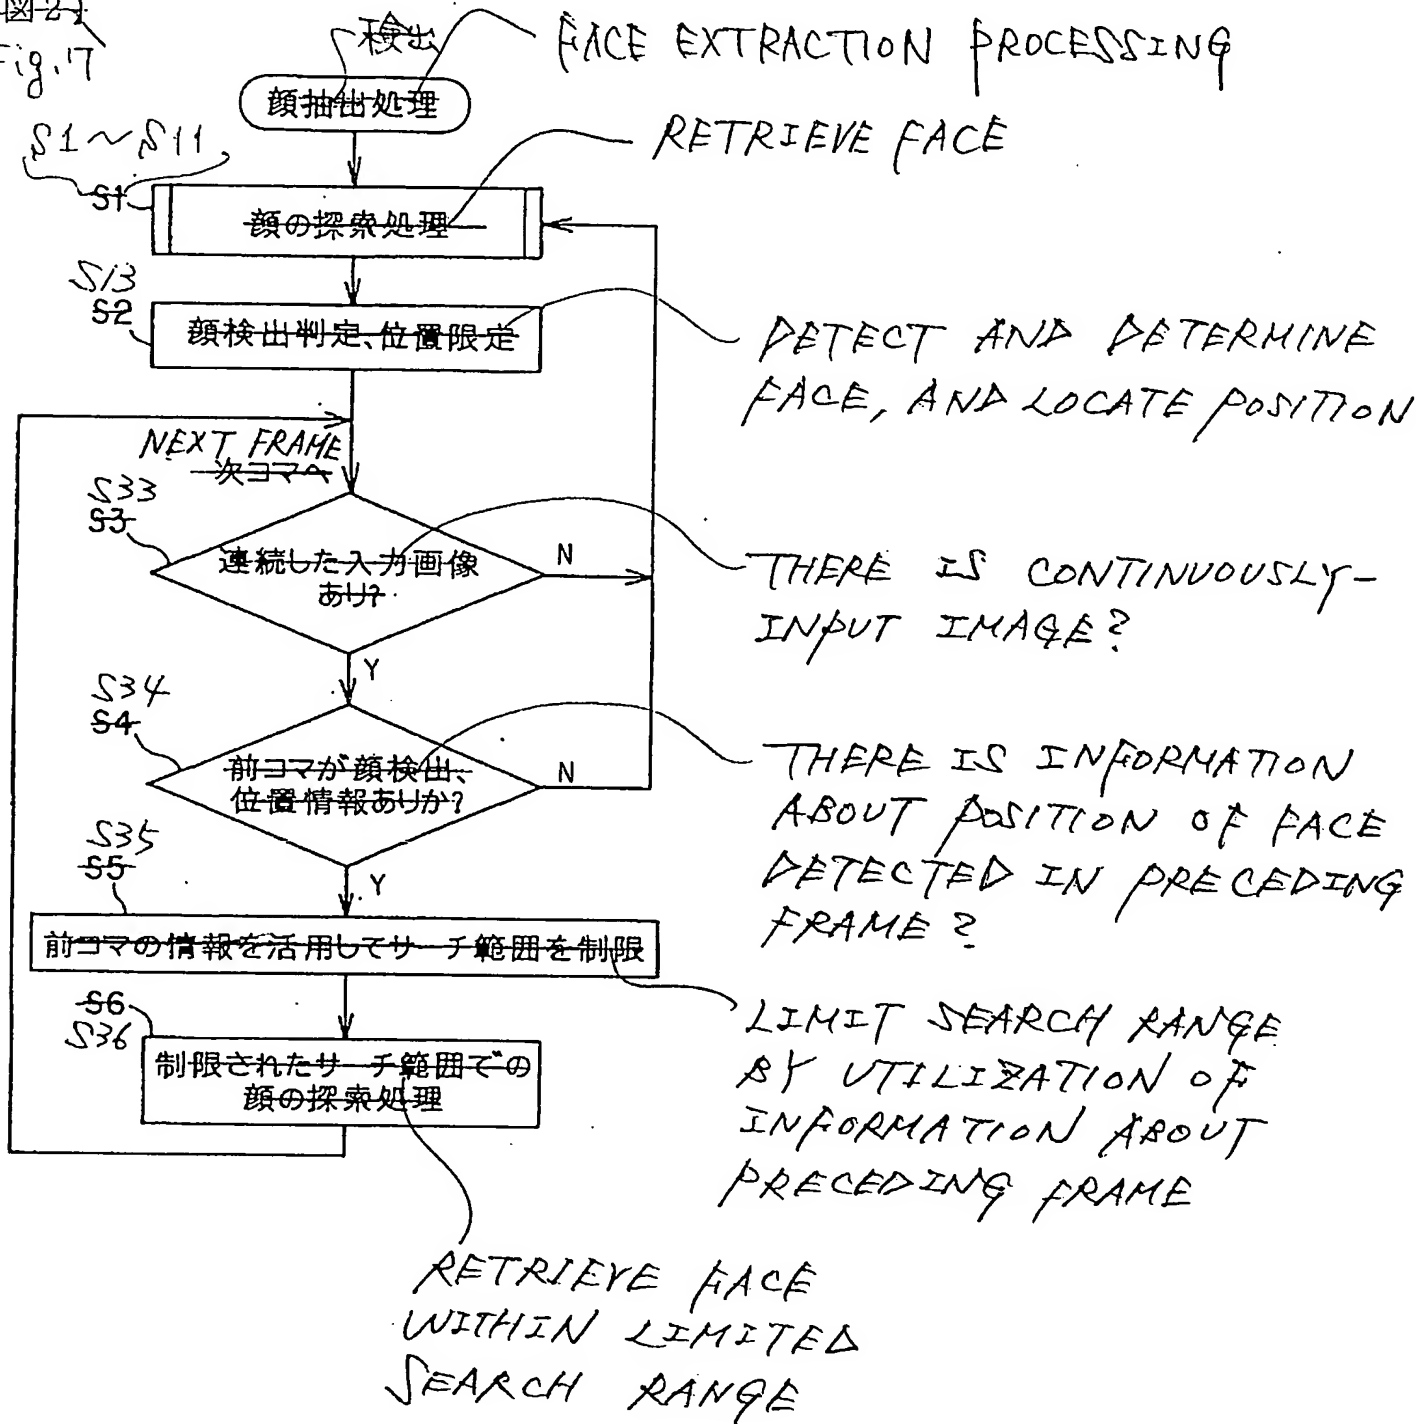 図2
Fig.17
検出
FACE EXTRACTION PROCESSING
顔抽出処理
S1～S11
RETRIEVE FACE
S1
顔の探索処理
S13
S2
顔検出判定、位置限定
DETECT AND DETERMINE
FACE, AND LOCATE POSITION
NEXT FRAME
次コマへ
S33
S3
連続した入力画像
あり?
N
THERE IS CONTINUOUSLY-
INPUT IMAGE?
Y
S34
S4
前コマが顔検出、
位置情報ありか?
N
THERE IS INFORMATION
ABOUT POSITION OF FACE
DETECTED IN PRECEDING
FRAME?
Y
S35
S5
前コマの情報を活用してサーチ範囲を制限
LIMIT SEARCH RANGE
BY UTILIZATION OF
INFORMATION ABOUT
PRECEDING FRAME
S6
S36
制限されたサーチ範囲での
顔の探索処理
RETRIEVE FACE
WITHIN LIMITED
SEARCH RANGE